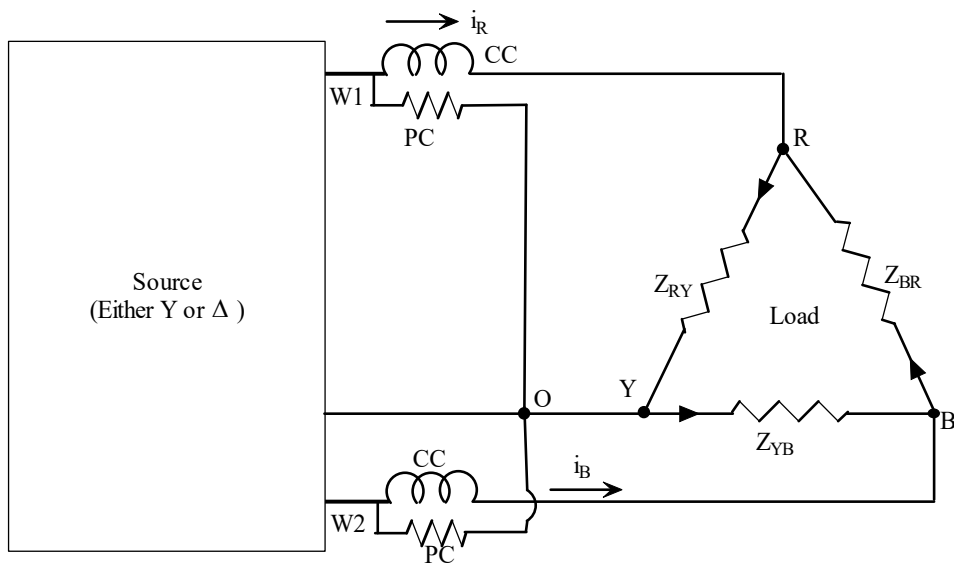 i_R
CC
W1
PC
R
Source
(Either Y or Δ )
Z_RY
Z_BR
Load
Y
O
B
Z_YB
CC
i_B
W2
PC